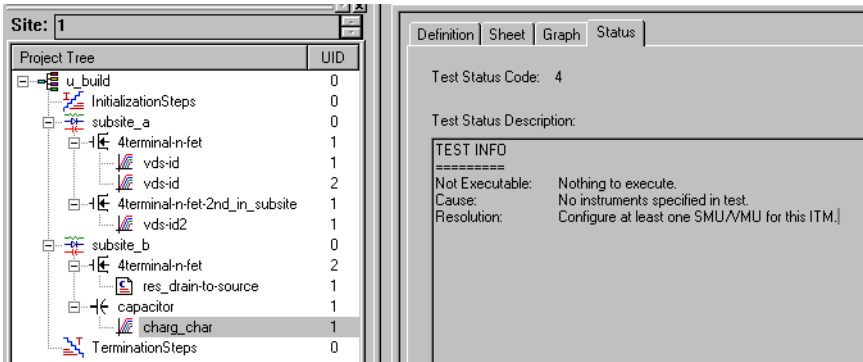 Site: 1
Project Tree UID
u_build 0
InitializationSteps 0
subsite_a 0
4terminal-n-fet 1
vds-id 1
vds-id 2
4terminal-n-fet-2nd_in_subsite 1
vds-id2 1
subsite_b 0
4terminal-n-fet 2
res_drain-to-source 1
capacitor 1
charg_char 1
TerminationSteps 0
Definition Sheet Graph Status
Test Status Code: 4
Test Status Description:
TEST INFO
=========
Not Executable: Nothing to execute.
Cause: No instruments specified in test.
Resolution: Configure at least one SMU/VMU for this ITM.